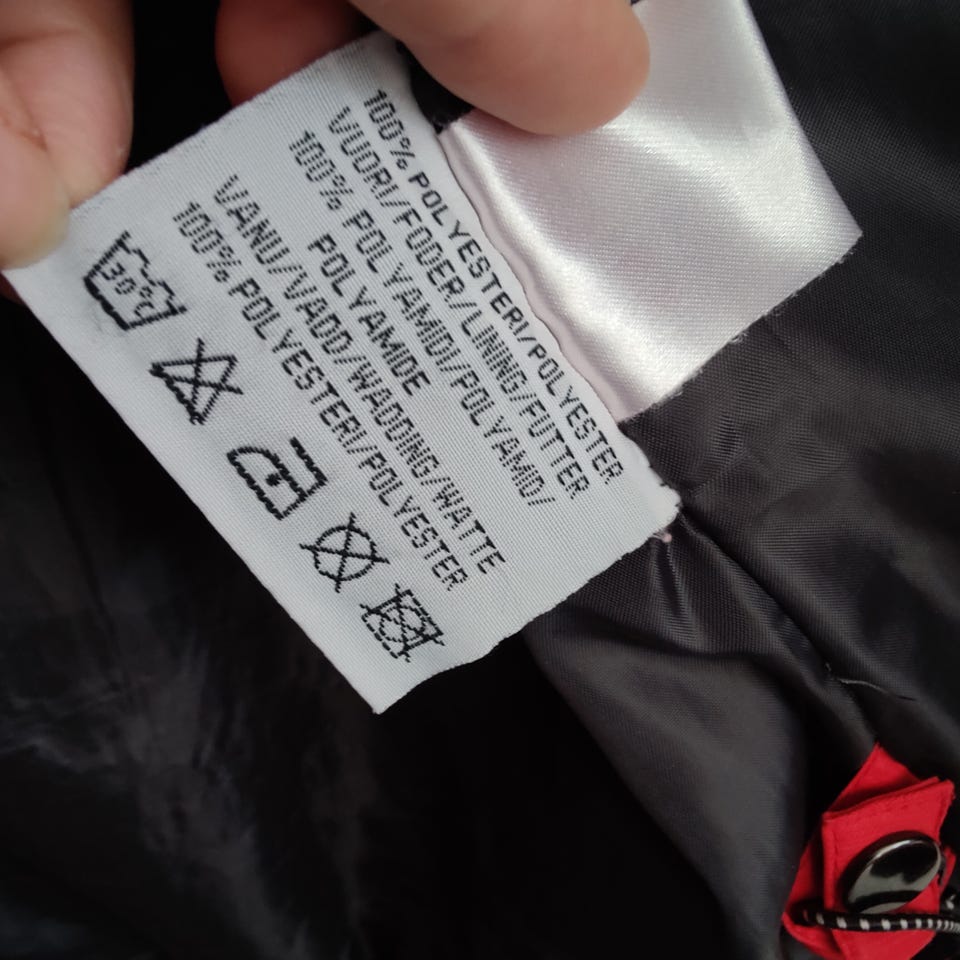 100% POLYESTERI/POLYESTER
VUORI/FODER/LINING/FUTTER
100% POLYAMIDI/POLYAMID/
POLYAMIDE
VANU/VADD/WADDING/WATTE
100% POLYESTERI/POLYESTER
30°C